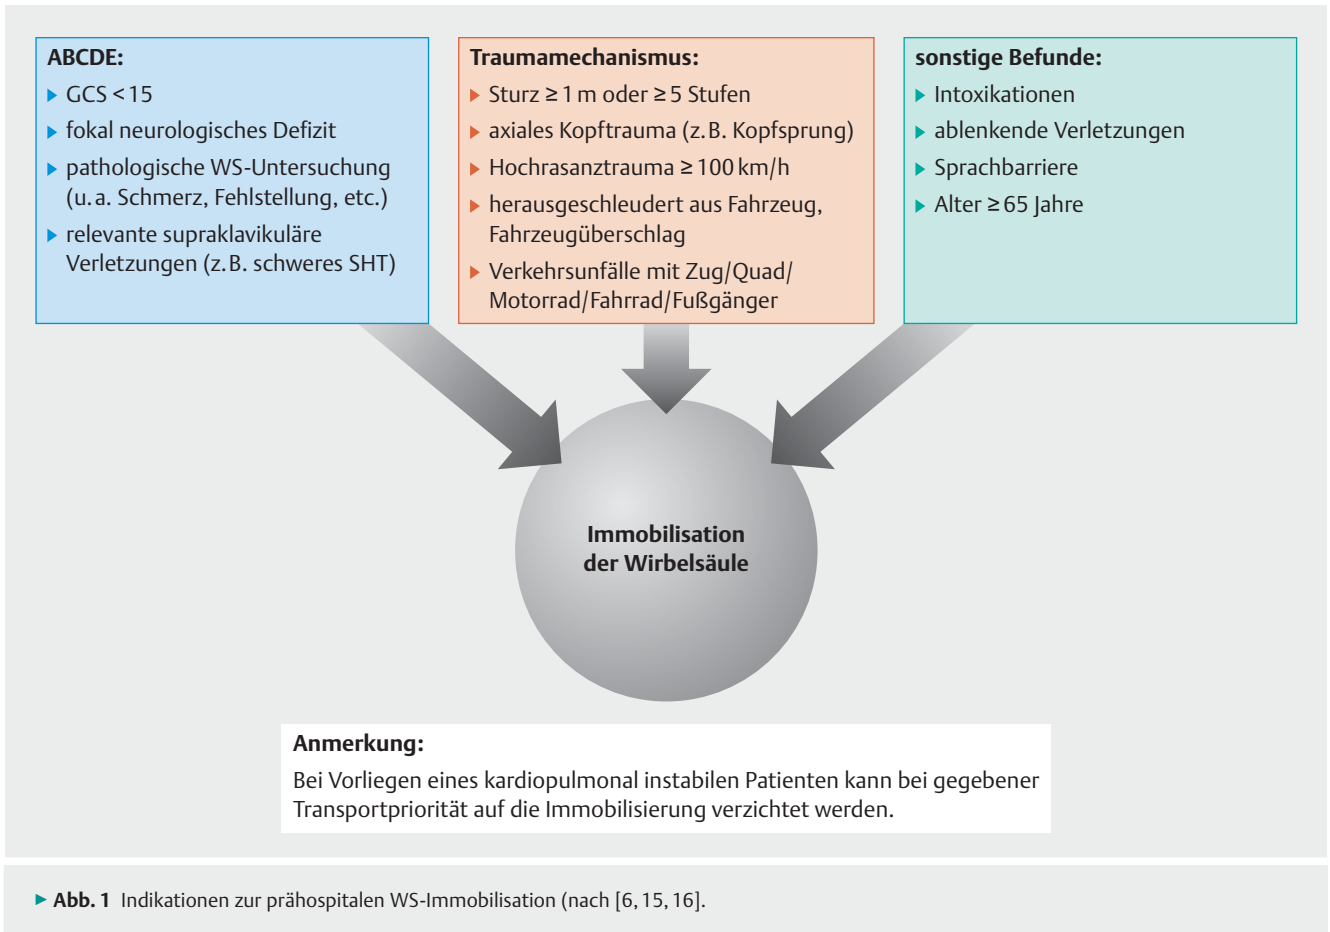 ABCDE:
▶ GCS < 15
▶ fokal neurologisches Defizit
▶ pathologische WS-Untersuchung
(u. a. Schmerz, Fehlstellung, etc.)
▶ relevante supraklavikuläre
Verletzungen (z. B. schweres SHT)
Traumamechanismus:
▶ Sturz ≥ 1 m oder ≥ 5 Stufen
▶ axiales Kopftrauma (z. B. Kopfsprung)
▶ Hochrasanztrauma ≥ 100 km/h
▶ herausgeschleudert aus Fahrzeug,
Fahrzeugüberschlag
▶ Verkehrsunfälle mit Zug/Quad/
Motorrad/Fahrrad/Fußgänger
sonstige Befunde:
▶ Intoxikationen
▶ ablenkende Verletzungen
▶ Sprachbarriere
▶ Alter ≥ 65 Jahre
Immobilisation
der Wirbelsäule
Anmerkung:
Bei Vorliegen eines kardiopulmonal instabilen Patienten kann bei gegebener
Transportpriorität auf die Immobilisierung verzichtet werden.
▶ Abb. 1 Indikationen zur prähospitalen WS-Immobilisation (nach [6, 15, 16].